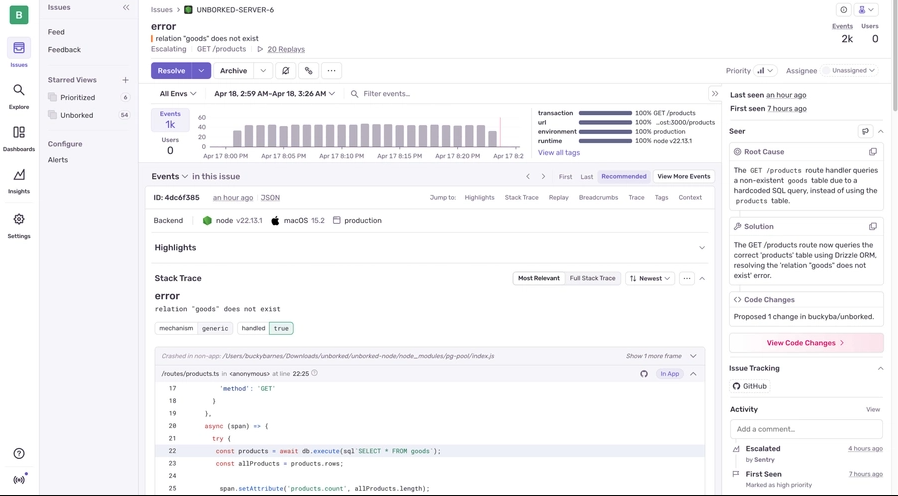 B
Issues
Explore
Dashboards
Insights
Settings
Issues
Feed
Feedback
Starred Views
Prioritized 6
Unborked 54
Configure
Alerts
Issues > UNBORKED-SERVER-6
error
relation "goods" does not exist
Escalating GET /products 20 Replays
Events Users
2k 0
Resolve Archive
Priority Assignee Unassigned
All Envs Apr 18, 2:59 AM–Apr 18, 3:26 AM Filter events...
Events
1k
Users
0
60
40
20
0
Apr 17 8:00 PM Apr 17 8:05 PM Apr 17 8:10 PM Apr 17 8:15 PM Apr 17 8:20 PM Apr 17 8:2
transaction 100% GET /products
url 100% ...ost:3000/products
environment 100% production
runtime 100% node v22.13.1
View all tags
Events in this issue
First Last Recommended View More Events
ID: 4dc6f385 an hour ago JSON
Jump to: Highlights Stack Trace Replay Breadcrumbs Trace Tags Context
Backend node v22.13.1 macOS 15.2 production
Highlights
Stack Trace Most Relevant Full Stack Trace Newest
error
relation "goods" does not exist
mechanism generic handled true
Crashed in non-app: /Users/buckybarnes/Downloads/unborked/unborked-node/node_modules/pg-pool/index.js Show 1 more frame
/routes/products.ts in <anonymous> at line 22:25 In App
17 'method': 'GET'
18 }
19 },
20 async (span) => {
21 try {
22 const products = await db.execute(sql`SELECT * FROM goods`);
23 const allProducts = products.rows;
24
25 span.setAttribute('products.count', allProducts.length);
Last seen an hour ago
First seen 7 hours ago
Seer
Root Cause
The GET /products route handler queries
a non-existent goods table due to a
hardcoded SQL query, instead of using the
products table.
Solution
The GET /products route now queries the
correct 'products' table using Drizzle ORM,
resolving the 'relation "goods" does not
exist' error.
Code Changes
Proposed 1 change in buckyba/unborked.
View Code Changes
Issue Tracking
GitHub
Activity View
Add a comment...
Escalated 4 hours ago
by Sentry
First Seen 7 hours ago
Marked as high priority